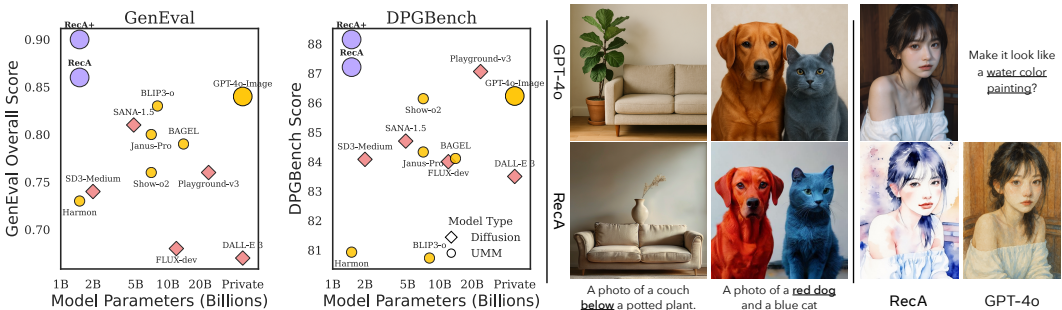 GenEval
GenEval Overall Score
0.90
0.85
0.80
0.75
0.70
RecA+
RecA
BLIP3-o
GPT-4o-Image
SANA-1.5
Janus-Pro
BAGEL
SD3-Medium
Show-o2
Playground-v3
Harmon
FLUX-dev
DALL-E 3
1B
2B
5B
10B
20B
Private
Model Parameters (Billions)
DPGBench
DPGBench Score
88
87
86
85
84
83
82
81
RecA+
RecA
Playground-v3
GPT-4o-Image
Show-o2
SANA-1.5
SD3-Medium
Janus-Pro
BAGEL
FLUX-dev
DALL-E 3
Model Type
Diffusion
UMM
BLIP3-o
Harmon
1B
2B
5B
10B
20B
Private
Model Parameters (Billions)
GPT-4o
RecA
A photo of a couch
below a potted plant.
A photo of a red dog
and a blue cat
Make it look like
a water color
painting?
RecA
GPT-4o